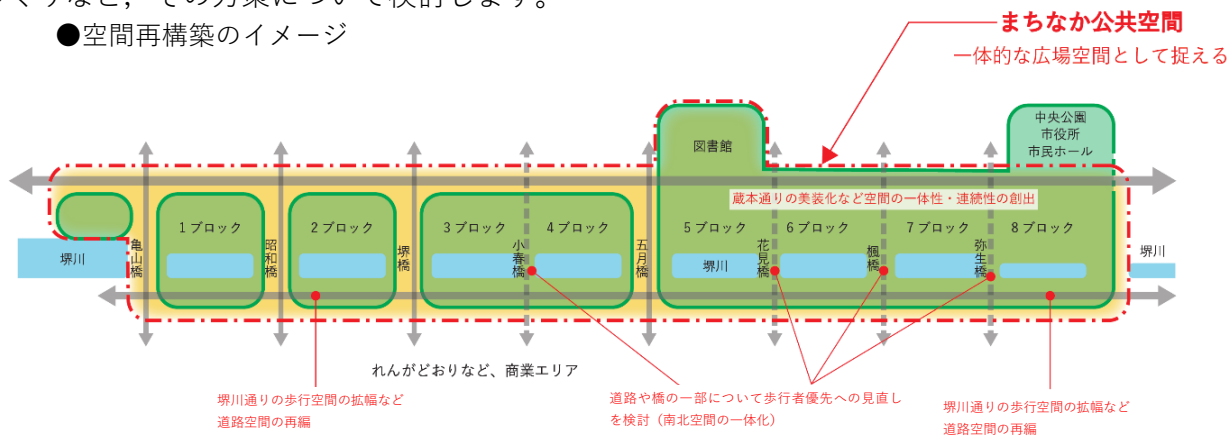 づくりなど，その方策について検討します。
●空間再構築のイメージ
まちなか公共空間
一体的な広場空間として捉える
中央公園
市役所
市民ホール
図書館
蔵本通りの美装化など空間の一体性・連続性の創出
1 ブロック
2 ブロック
3 ブロック
4 ブロック
5 ブロック
6 ブロック
7 ブロック
8 ブロック
堺川
亀山橋
昭和橋
堺橋
小春橋
五月橋
堺川
花見橋
楓橋
弥生橋
堺川
れんがどおりなど、商業エリア
堺川通りの歩行空間の拡幅など
道路空間の再編
道路や橋の一部について歩行者優先への見直し
を検討（南北空間の一体化）
堺川通りの歩行空間の拡幅など
道路空間の再編